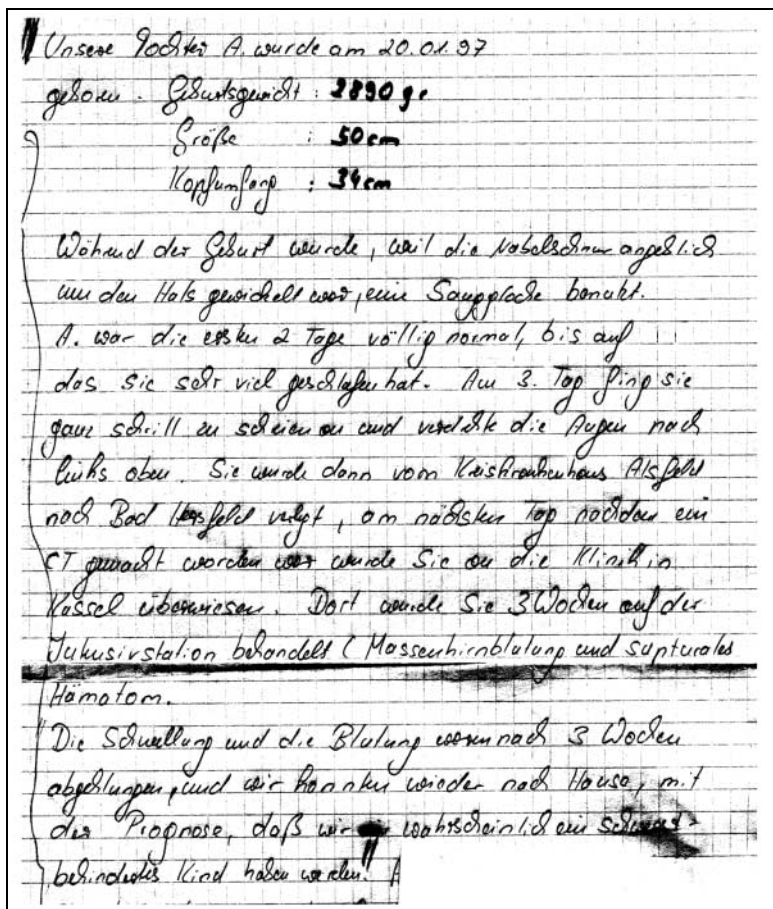 Unsere Tochter A. wurde am 20.01.97
geboren. Geburtsgewicht : 2890 gr
Größe : 50 cm
Kopfumfang : 34 cm
Während der Geburt wurde, weil die Nabelschnur angeblich
um den Hals gewickelt war, eine Saugglocke benutzt.
A. war die ersten 2 Tage völlig normal, bis auf
das sie sehr viel geschlafen hat. Am 3. Tag fing sie
ganz schrill zu schreien an und verdrehte die Augen nach
links oben. Sie wurde dann vom Kreiskrankenhaus Alsfeld
nach Bad Hersfeld verlegt, am nächsten Tag nachdem ein
CT gemacht worden war wurde Sie an die Klinik in
Kassel überwiesen. Dort wurde Sie 3 Wochen auf der
Intensivstation behandelt ( Massenhirnblutung und supturales
Hämatom.
Die Schwellung und die Blutung waren nach 3 Wochen
abgeklungen, und wir konnten wieder nach Hause, mit
der Prognose, daß wir wahrscheinlich ein schwerst-
behindertes Kind haben werden!